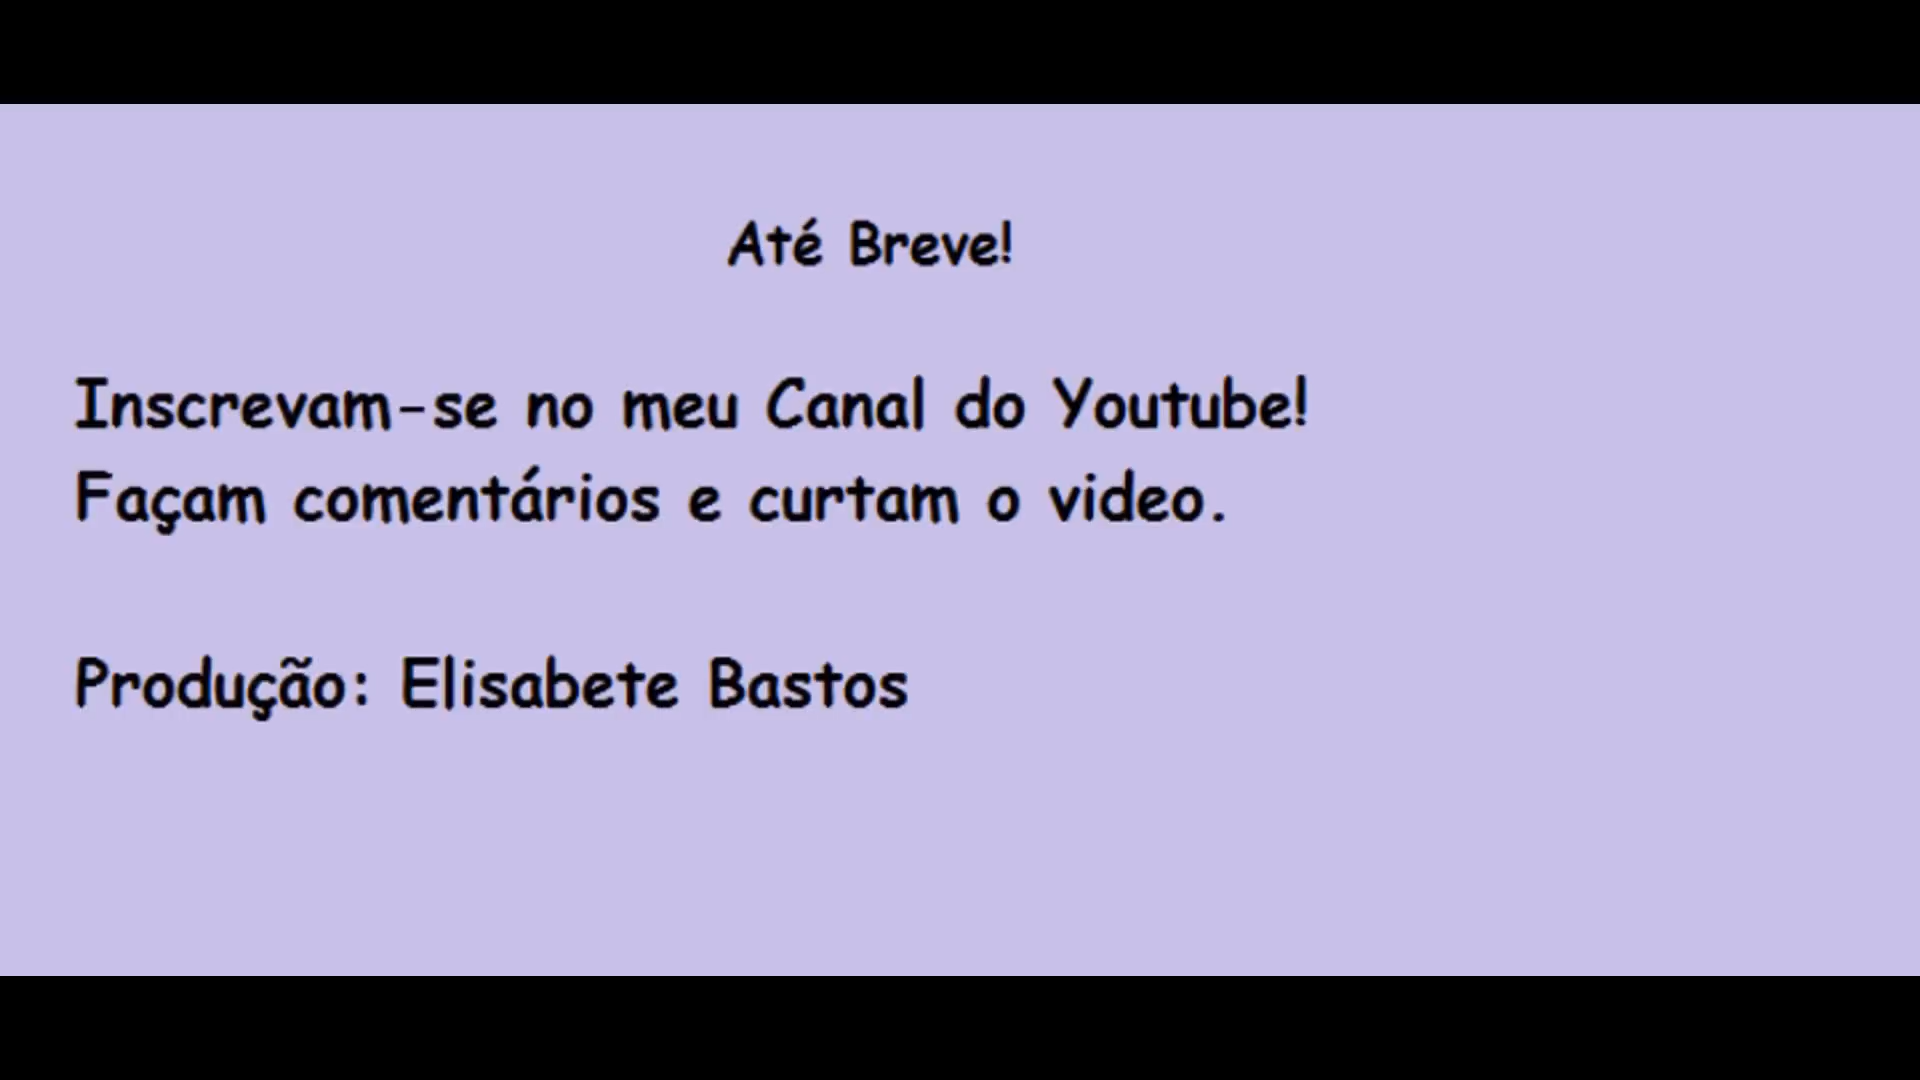 Até Breve!
Inscrevam-se no meu Canal do Youtube!
Façam comentários e curtam o video.
Produção: Elisabete Bastos